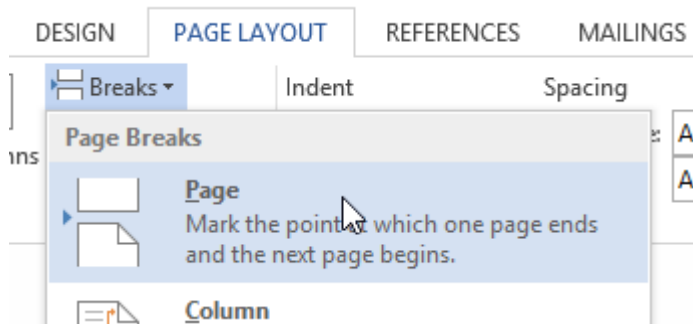 DESIGN PAGE LAYOUT REFERENCES MAILINGS
Breaks Indent Spacing
Page Breaks
Page
Mark the point at which one page ends
and the next page begins.
Column